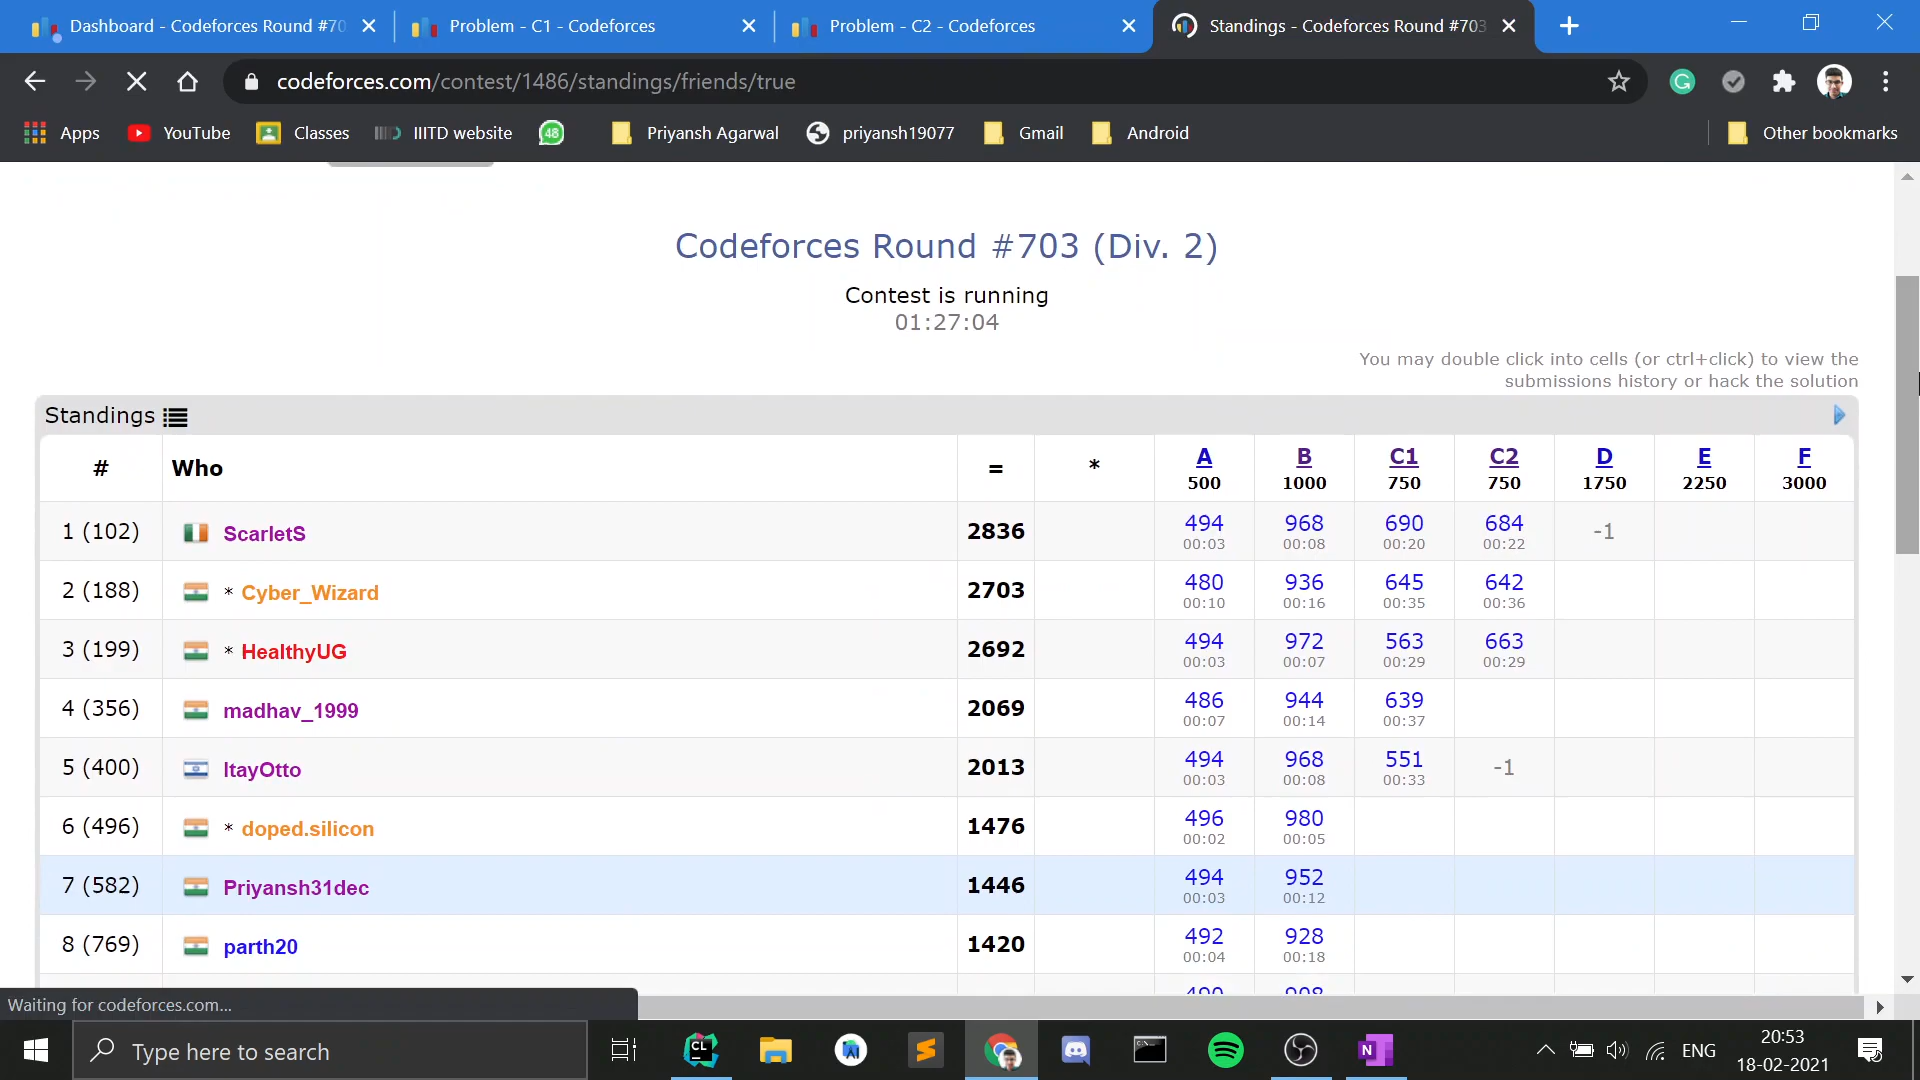 Dashboard - Codeforces Round #70
Problem - C1 - Codeforces
Problem - C2 - Codeforces
Standings - Codeforces Round #703
codeforces.com/contest/1486/standings/friends/true
Apps YouTube Classes IIITD website 48 Priyansh Agarwal priyansh19077 Gmail Android Other bookmarks
Codeforces Round #703 (Div. 2)
Contest is running
01:27:04
You may double click into cells (or ctrl+click) to view the
submissions history or hack the solution
Standings
# Who = * A B C1 C2 D E F
500 1000 750 750 1750 2250 3000
1 (102) ScarletS 2836 494 968 690 684 -1
00:03 00:08 00:20 00:22
2 (188) * Cyber_Wizard 2703 480 936 645 642
00:10 00:16 00:35 00:36
3 (199) * HealthyUG 2692 494 972 563 663
00:03 00:07 00:29 00:29
4 (356) madhav_1999 2069 486 944 639
00:07 00:14 00:37
5 (400) ItayOtto 2013 494 968 551 -1
00:03 00:08 00:33
6 (496) * doped.silicon 1476 496 980
00:02 00:05
7 (582) Priyansh31dec 1446 494 952
00:03 00:12
8 (769) parth20 1420 492 928
00:04 00:18
Waiting for codeforces.com...
Type here to search
CL
N
ENG
20:53
18-02-2021